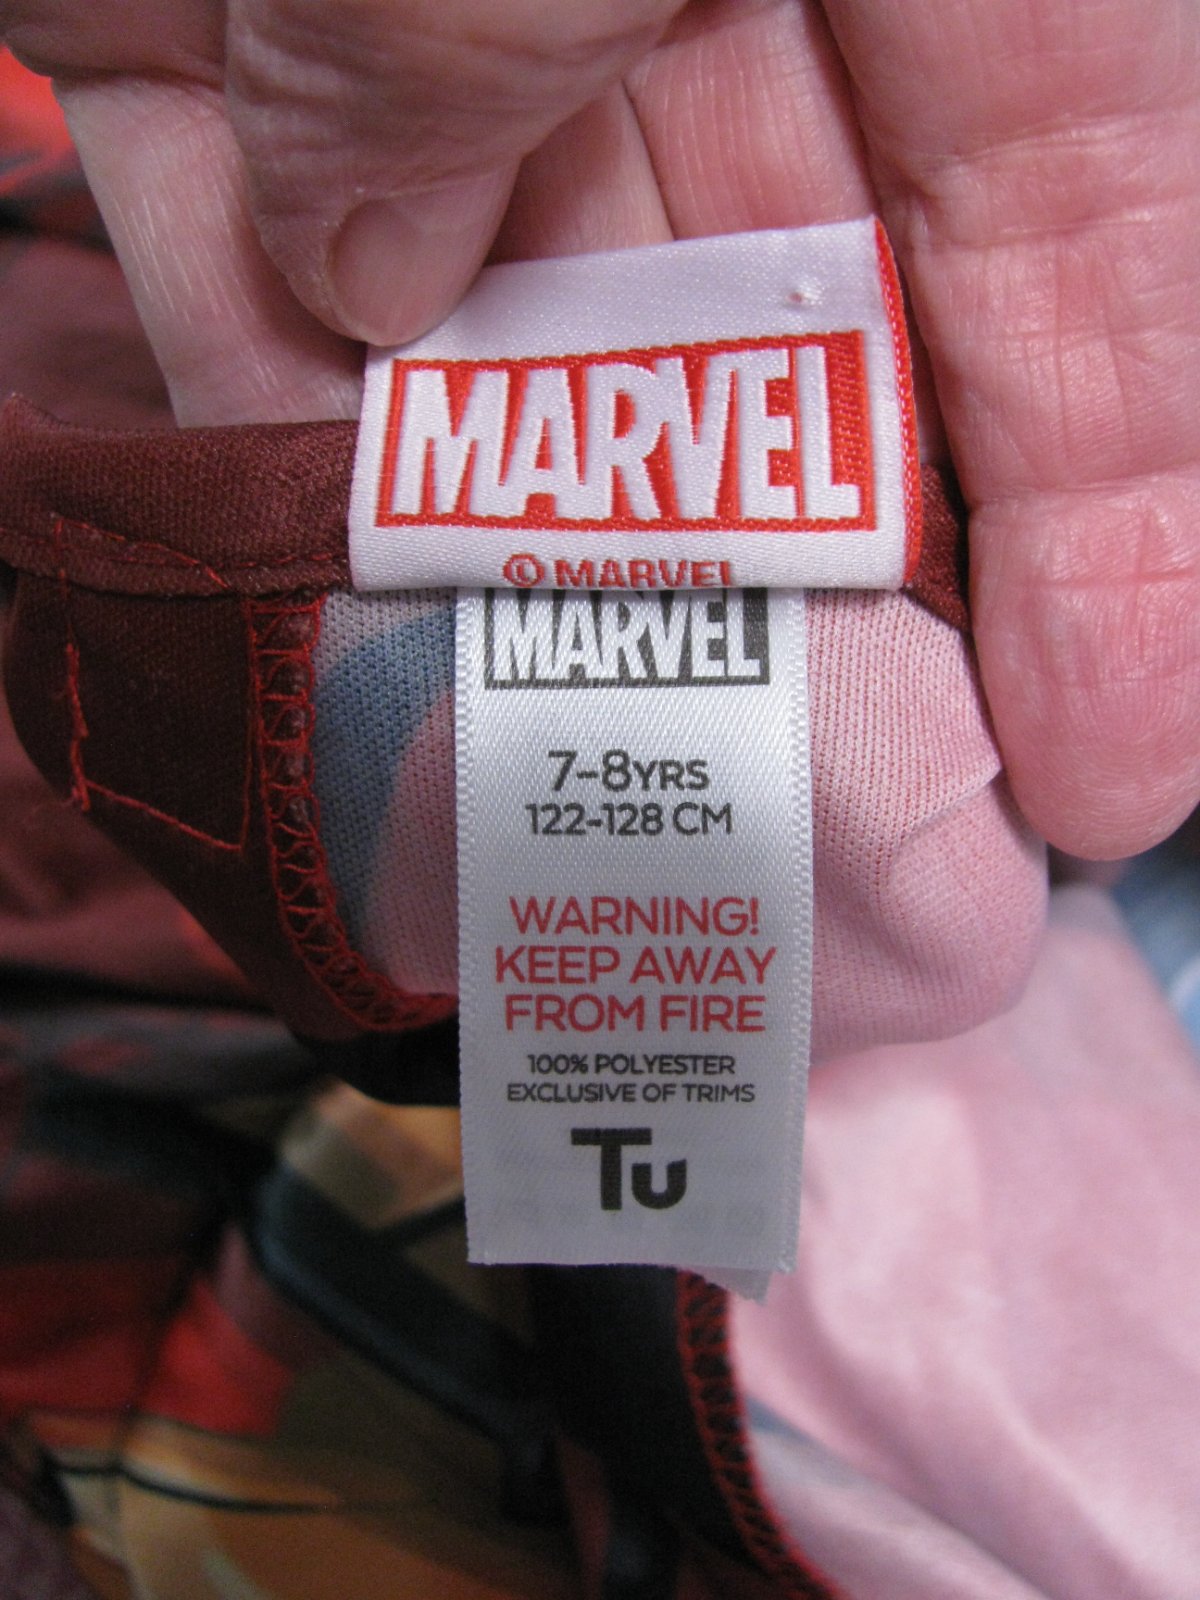 MARVEL
© MARVEL
MARVEL
7-8YRS
122-128 CM
WARNING!
KEEP AWAY
FROM FIRE
100% POLYESTER
EXCLUSIVE OF TRIMS
Tu